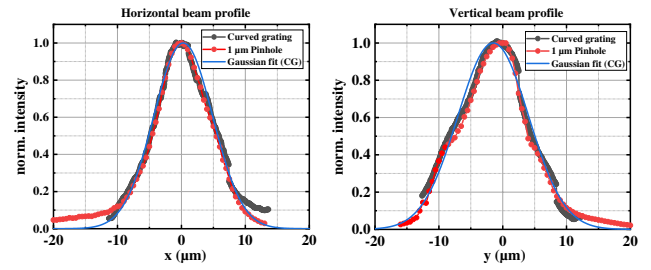 Horizontal beam profile
1.0
0.8
0.6
0.4
0.2
0.0
norm. intensity
Curved grating
1 µm Pinhole
Gaussian fit (CG)
-20 -10 0 10 20
x (µm)
Vertical beam profile
1.0
0.8
0.6
0.4
0.2
0.0
norm. intensity
Curved grating
1 µm Pinhole
Gaussian fit (CG)
-20 -10 0 10 20
y (µm)